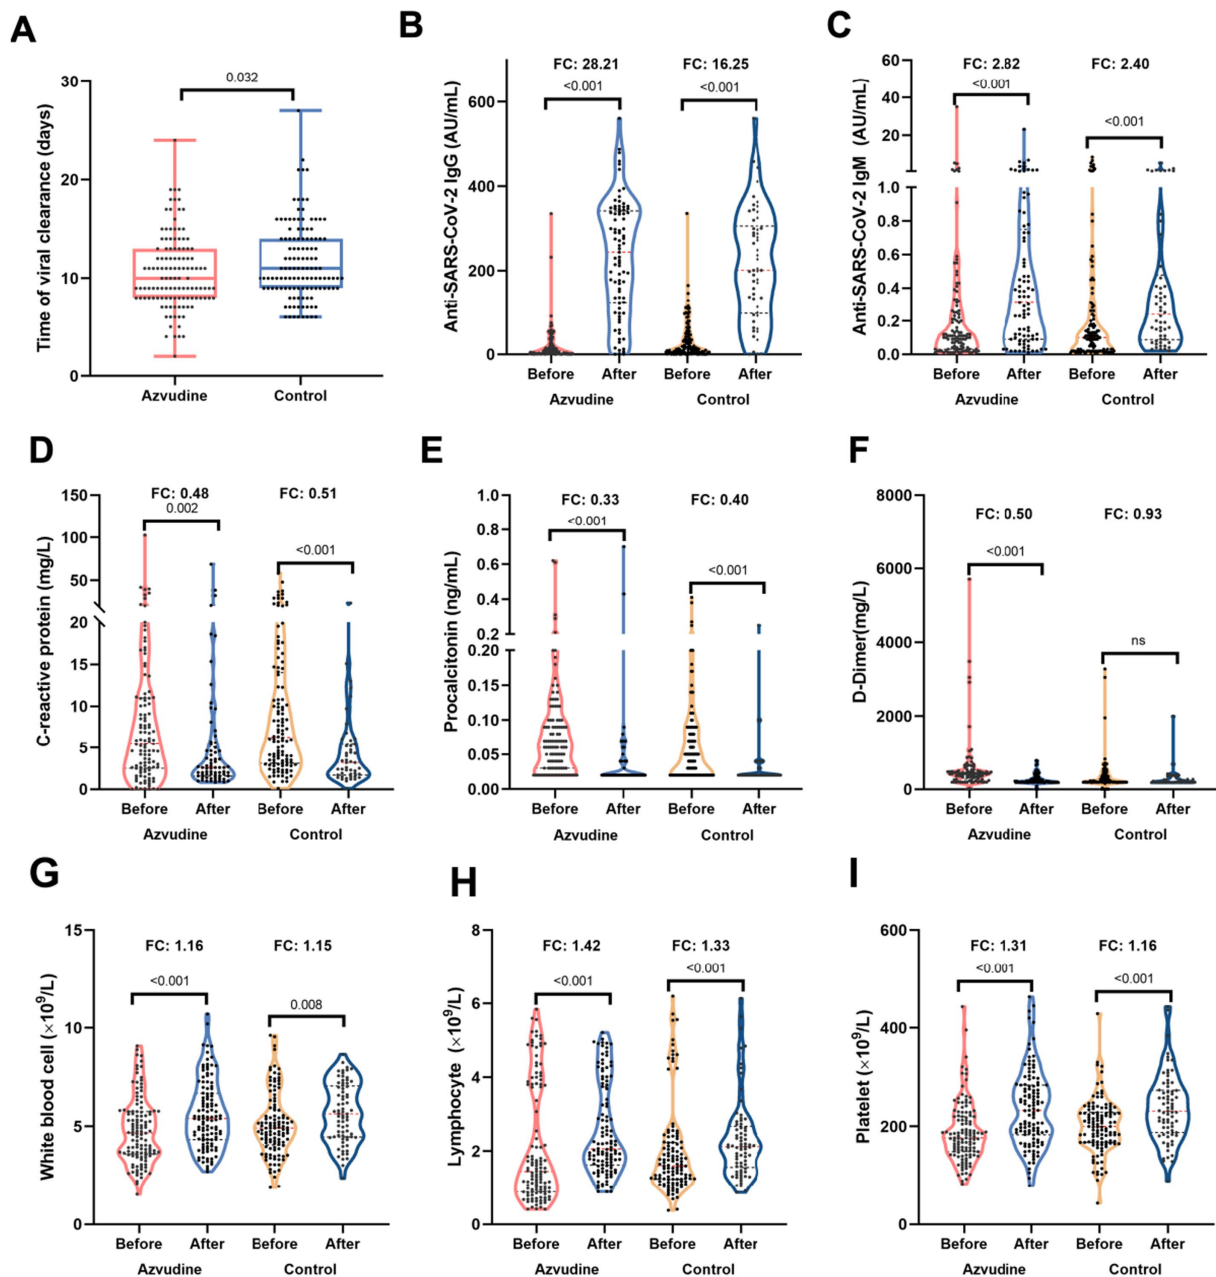 A
Time of viral clearance (days)
30
20
10
0
0.032
Azvudine
Control
B
Anti-SARS-CoV-2 IgG (AU/mL)
600
400
200
0
FC: 28.21
FC: 16.25
<0.001
<0.001
Before
After
Before
After
Azvudine
Control
C
Anti-SARS-CoV-2 IgM (AU/mL)
60
40
20
1.0
0.8
0.6
0.4
0.2
0.0
FC: 2.82
FC: 2.40
<0.001
<0.001
Before
After
Before
After
Azvudine
Control
D
C-reactive protein (mg/L)
150
100
50
20
15
10
5
0
FC: 0.48
FC: 0.51
0.002
<0.001
Before
After
Before
After
Azvudine
Control
E
Procalcitonin (ng/mL)
1.0
0.8
0.6
0.4
0.2
0.20
0.15
0.10
0.05
0.00
FC: 0.33
FC: 0.40
<0.001
<0.001
Before
After
Before
After
Azvudine
Control
F
D-Dimer(mg/L)
8000
6000
4000
2000
0
FC: 0.50
FC: 0.93
<0.001
ns
Before
After
Before
After
Azvudine
Control
G
White blood cell (×10⁹/L)
15
10
5
0
FC: 1.16
FC: 1.15
<0.001
0.008
Before
After
Before
After
Azvudine
Control
H
Lymphocyte (×10⁹/L)
8
6
4
2
0
FC: 1.42
FC: 1.33
<0.001
<0.001
Before
After
Before
After
Azvudine
Control
I
Platelet (×10⁹/L)
600
400
200
0
FC: 1.31
FC: 1.16
<0.001
<0.001
Before
After
Before
After
Azvudine
Control